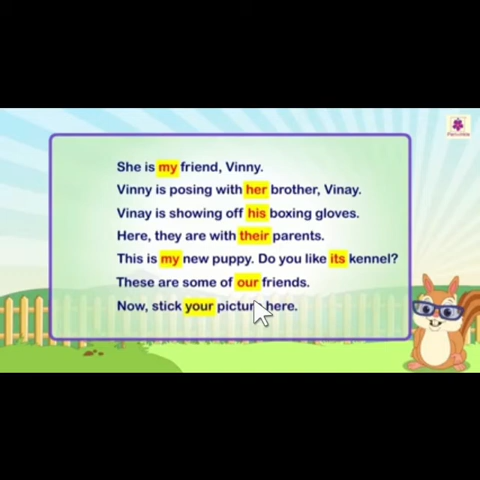 She is my friend, Vinny.
Vinny is posing with her brother, Vinay.
Vinay is showing off his boxing gloves.
Here, they are with their parents.
This is my new puppy. Do you like its kennel?
These are some of our friends.
Now, stick your picture here.